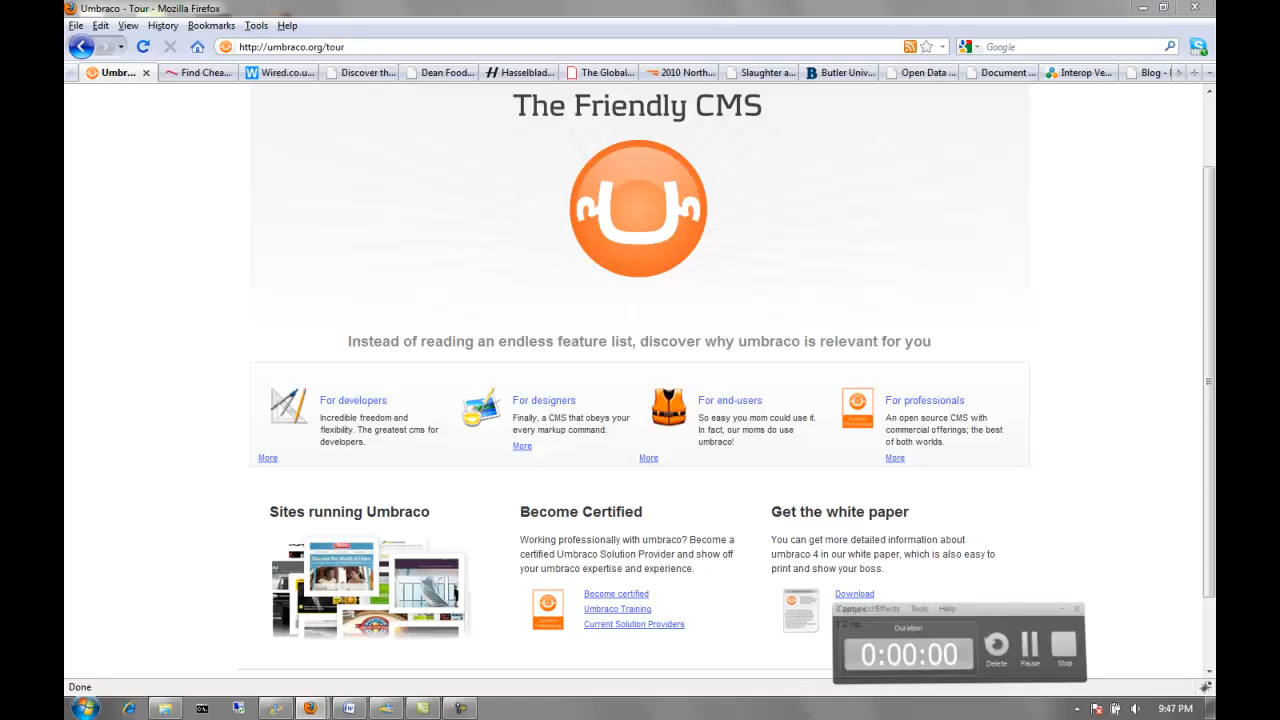 Umbraco - Tour - Mozilla Firefox
File Edit View History Bookmarks Tools Help
http://umbraco.org/tour
Google
Umbr... Find Chea... Wired.co.u... Discover th... Dean Food... Hasselblad... The Global... 2010 North... Slaughter a... Butler Univ... Open Data ... Document ... Interop Ve... Blog -
The Friendly CMS
Instead of reading an endless feature list, discover why umbraco is relevant for you
For developers
Incredible freedom and
flexibility. The greatest cms for
developers.
More
For designers
Finally, a CMS that obeys your
every markup command.
More
For end-users
So easy you mom could use it.
In fact, our moms do use
umbraco!
More
For professionals
An open source CMS with
commercial offerings; the best
of both worlds.
More
Sites running Umbraco
Become Certified
Working professionally with umbraco? Become a
certified Umbraco Solution Provider and show off
your umbraco expertise and experience.
Become certified
Umbraco Training
Current Solution Providers
Get the white paper
You can get more detailed information about
umbraco 4 in our white paper, which is also easy to
print and show your boss.
Download
Capture Effects Tools Help
Duration
0:00:00
Delete Pause Stop
Done
9:47 PM